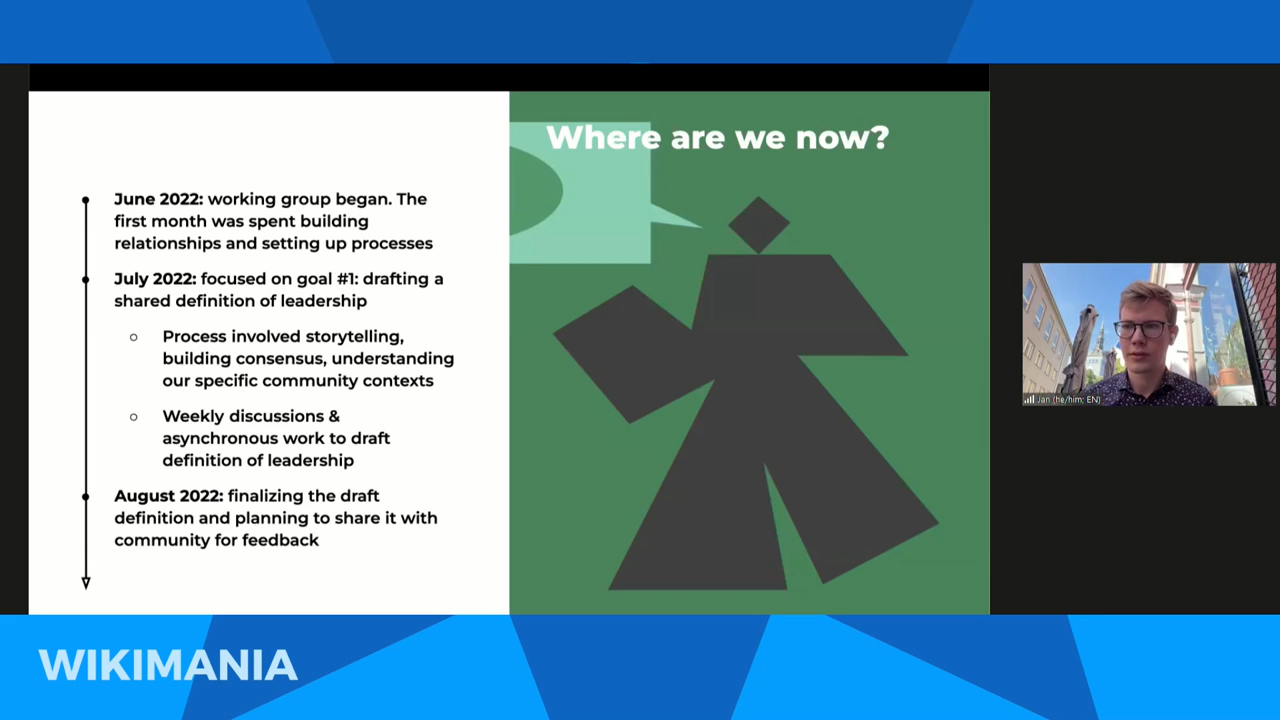 Where are we now?
June 2022: working group began. The
first month was spent building
relationships and setting up processes
July 2022: focused on goal #1: drafting a
shared definition of leadership
Process involved storytelling,
building consensus, understanding
our specific community contexts
Weekly discussions &
asynchronous work to draft
definition of leadership
August 2022: finalizing the draft
definition and planning to share it with
community for feedback
Jan (he/him; EN)
WIKIMANIA